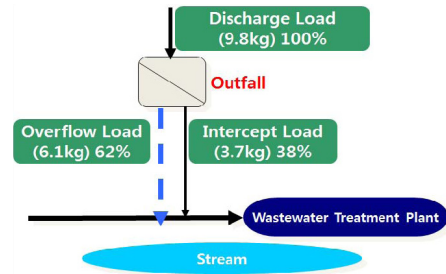 Discharge Load
(9.8kg) 100%
Outfall
Overflow Load
(6.1kg) 62%
Intercept Load
(3.7kg) 38%
Wastewater Treatment Plant
Stream